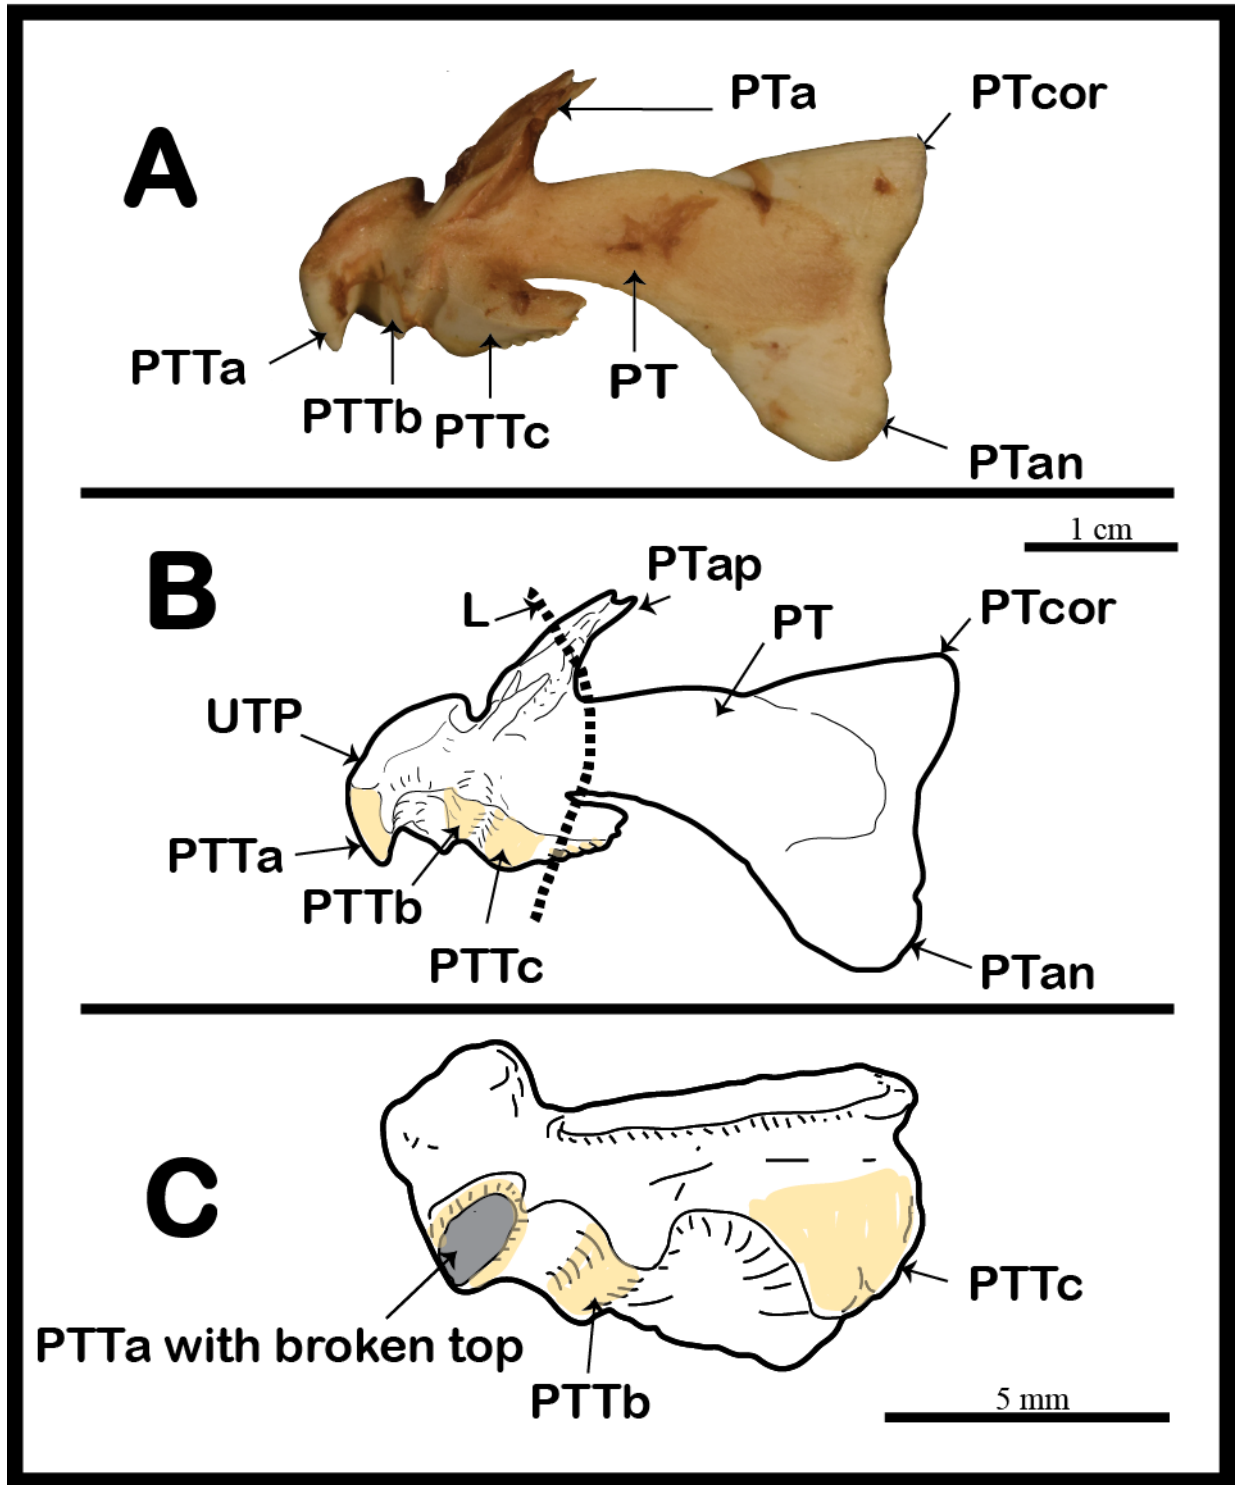 A
PTa
PTcor
PTTa
PTTb
PTTc
PT
PTan
1 cm
B
L
PTap
PT
PTcor
UTP
PTTa
PTTb
PTTc
PTan
C
PTTc
PTTa with broken top
PTTb
5 mm